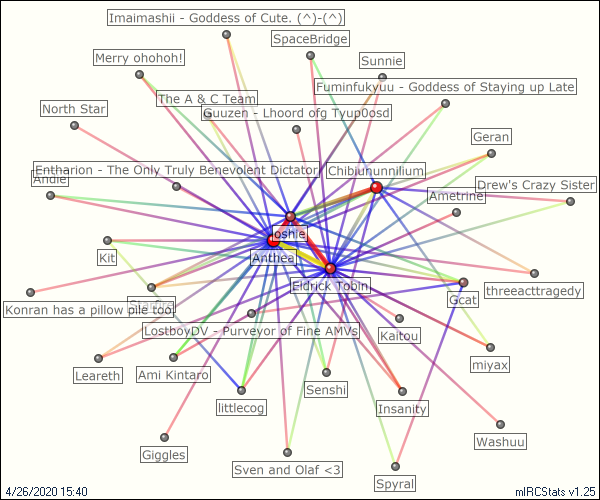 Imaimashii - Goddess of Cute. (^)-(^)
SpaceBridge
Merry ohohoh!
Sunnie
Fuminfukyuu - Goddess of Staying up Late
The A & C Team
North Star
Guuzen - Lhoord ofg Tyup0osd
Geran
Entharion - The Only Truly Benevolent Dictator
Chibiununnilium
Andie
Drew's Crazy Sister
Ametrine
Joshie
Kit
Anthea
Eldrick Tobin
threeacttragedy
Gcat
Konran has a pillow pile too!
LostboyDV - Purveyor of Fine AMVs
Kaitou
miyax
Leareth
Ami Kintaro
Senshi
littlecog
Insanity
Washuu
Giggles
Sven and Olaf <3
Spyral
4/26/2020 15:40
mIRCStats v1.25